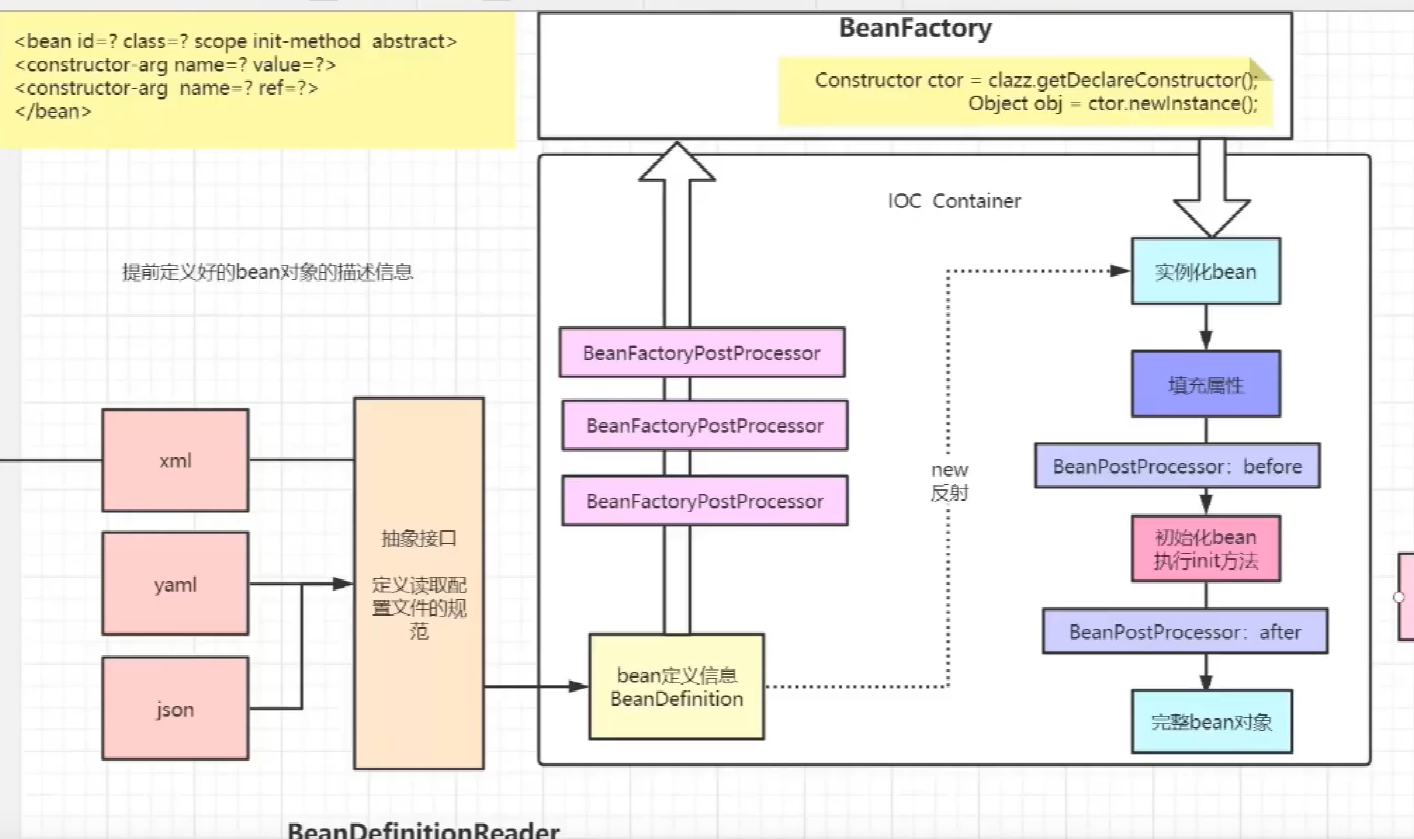 <bean id=? class=? scope init-method abstract>
<constructor-arg name=? value=?>
<constructor-arg name=? ref=?>
</bean>
BeanFactory
Constructor ctor = clazz.getDeclareConstructor();
Object obj = ctor.newInstance();
IOC Container
提前定义好的bean对象的描述信息
xml
yaml
json
抽象接口
定义读取配
置文件的规
范
BeanFactoryPostProcessor
BeanFactoryPostProcessor
BeanFactoryPostProcessor
bean定义信息
BeanDefinition
new
反射
实例化bean
填充属性
BeanPostProcessor：before
初始化bean
执行init方法
BeanPostProcessor：after
完整bean对象
BeanDefinitionReader